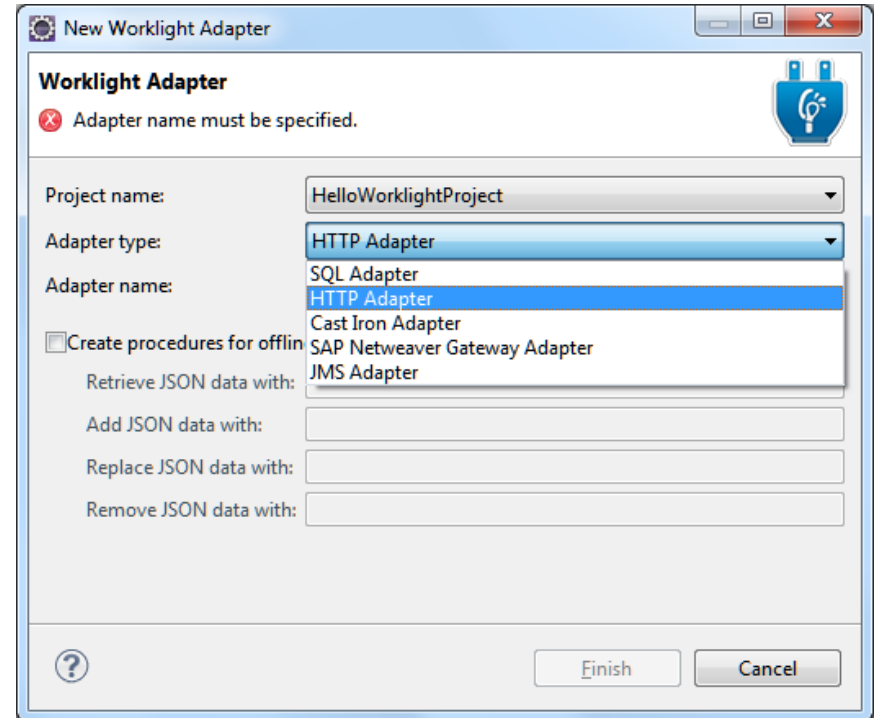 New Worklight Adapter
Worklight Adapter
Adapter name must be specified.
Project name: HelloWorklightProject
Adapter type: HTTP Adapter
SQL Adapter
Adapter name:
HTTP Adapter
Cast Iron Adapter
Create procedures for offlin
SAP Netweaver Gateway Adapter
JMS Adapter
Retrieve JSON data with:
Add JSON data with:
Replace JSON data with:
Remove JSON data with:
?
Finish Cancel